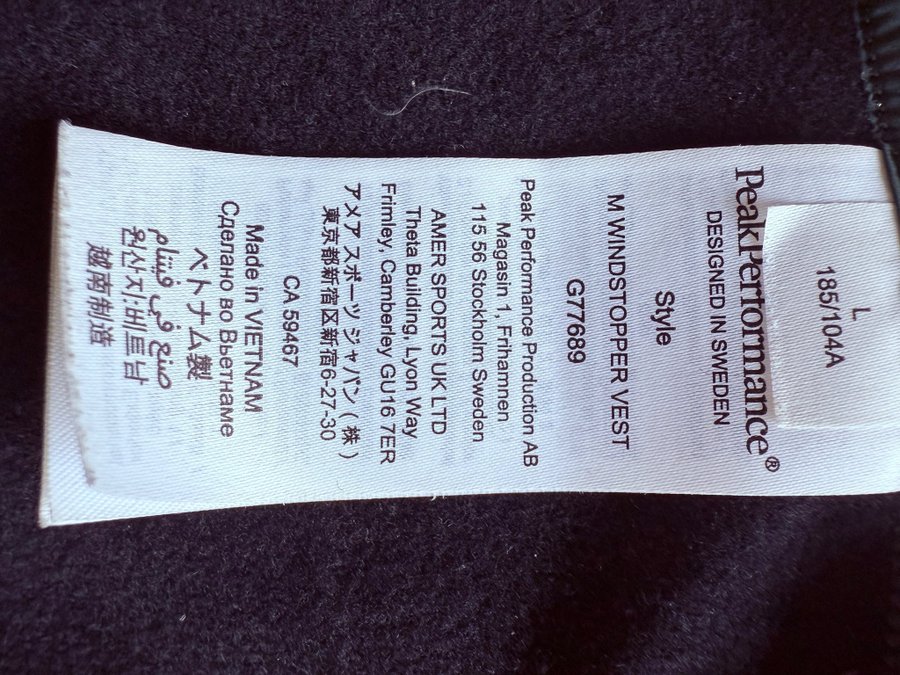 L
185/104A
PeakPerformance®
DESIGNED IN SWEDEN
Style
M WINDSTOPPER VEST
G77689
Peak Performance Production AB
Magasin 1, Frihamnen
115 56 Stockholm Sweden
AMER SPORTS UK LTD
Theta Building, Lyon Way
Frimley, Camberley GU16 7ER
アメア スポーツ ジャパン（株）
東京都新宿区新宿6-27-30
CA 59467
Made in VIETNAM
Сделано во Вьетнаме
ベトナム製
صنع في فيتنام
원산지:베트남
越南制造